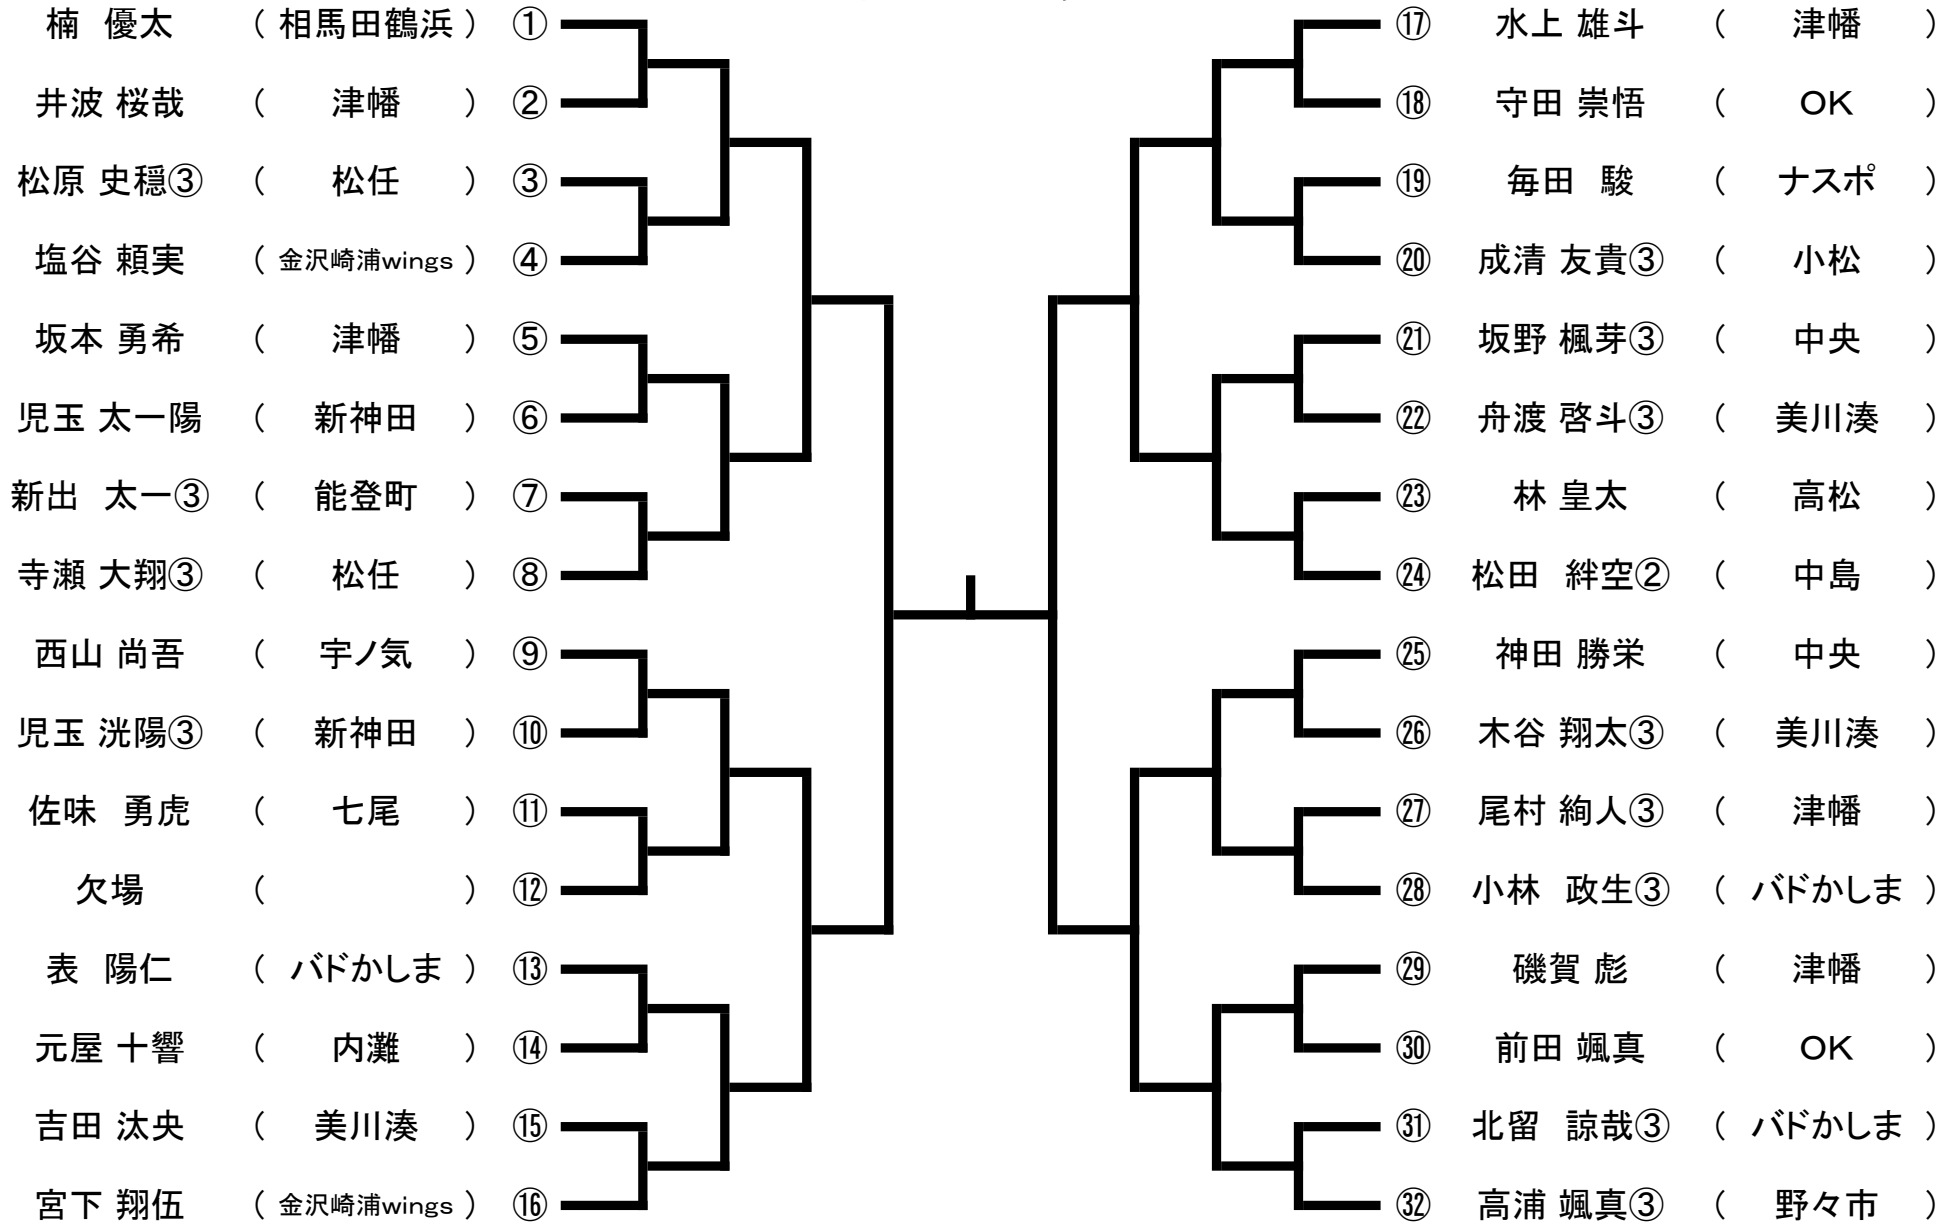 楠 優太 ( 相馬田鶴浜 ) ①
井波 桜哉 ( 津幡 ) ②
松原 史穏③ ( 松任 ) ③
塩谷 頼実 ( 金沢崎浦wings ) ④
坂本 勇希 ( 津幡 ) ⑤
児玉 太一陽 ( 新神田 ) ⑥
新出 太一③ ( 能登町 ) ⑦
寺瀬 大翔③ ( 松任 ) ⑧
西山 尚吾 ( 宇ノ気 ) ⑨
児玉 洸陽③ ( 新神田 ) ⑩
佐味 勇虎 ( 七尾 ) ⑪
欠場 ( ) ⑫
表 陽仁 ( バドかしま ) ⑬
元屋 十響 ( 内灘 ) ⑭
吉田 汰央 ( 美川湊 ) ⑮
宮下 翔伍 ( 金沢崎浦wings ) ⑯
⑰ 水上 雄斗 ( 津幡 )
⑱ 守田 崇悟 ( OK )
⑲ 毎田 駿 ( ナスポ )
⑳ 成清 友貴③ ( 小松 )
㉑ 坂野 楓芽③ ( 中央 )
㉒ 舟渡 啓斗③ ( 美川湊 )
㉓ 林 皇太 ( 高松 )
㉔ 松田 絆空② ( 中島 )
㉕ 神田 勝栄 ( 中央 )
㉖ 木谷 翔太③ ( 美川湊 )
㉗ 尾村 絢人③ ( 津幡 )
㉘ 小林 政生③ ( バドかしま )
㉙ 磯賀 彪 ( 津幡 )
㉚ 前田 颯真 ( OK )
㉛ 北留 諒哉③ ( バドかしま )
㉜ 高浦 颯真③ ( 野々市 )